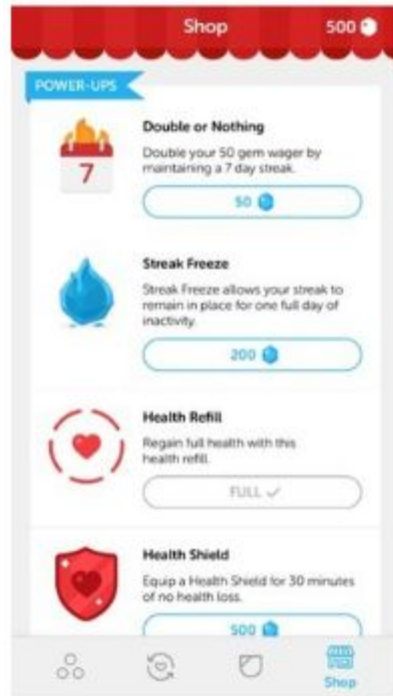 Shop
500
POWER-UPS
7
Double or Nothing
Double your 50 gem wager by
maintaining a 7 day streak.
50
Streak Freeze
Streak Freeze allows your streak to
remain in place for one full day of
inactivity.
200
Health Refill
Regain full health with this
health refill.
FULL ✓
Health Shield
Equip a Health Shield for 30 minutes
of no health loss.
500
Shop